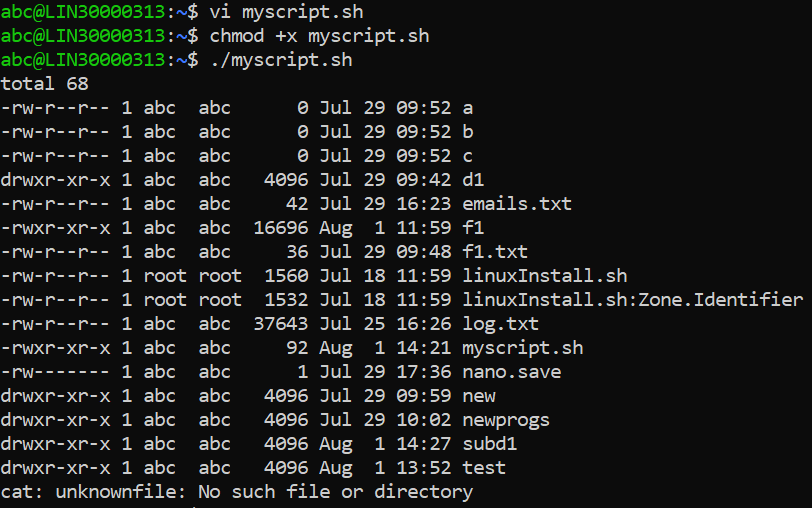 abc@LIN30000313:~$ vi myscript.sh
abc@LIN30000313:~$ chmod +x myscript.sh
abc@LIN30000313:~$ ./myscript.sh
total 68
-rw-r--r-- 1 abc  abc      0 Jul 29 09:52 a
-rw-r--r-- 1 abc  abc      0 Jul 29 09:52 b
-rw-r--r-- 1 abc  abc      0 Jul 29 09:52 c
drwxr-xr-x 1 abc  abc   4096 Jul 29 09:42 d1
-rw-r--r-- 1 abc  abc     42 Jul 29 16:23 emails.txt
-rwxr-xr-x 1 abc  abc  16696 Aug  1 11:59 f1
-rw-r--r-- 1 abc  abc     36 Jul 29 09:48 f1.txt
-rw-r--r-- 1 root root  1560 Jul 18 11:59 linuxInstall.sh
-rw-r--r-- 1 root root  1532 Jul 18 11:59 linuxInstall.sh:Zone.Identifier
-rw-r--r-- 1 abc  abc  37643 Jul 25 16:26 log.txt
-rwxr-xr-x 1 abc  abc     92 Aug  1 14:21 myscript.sh
-rw------- 1 abc  abc      1 Jul 29 17:36 nano.save
drwxr-xr-x 1 abc  abc   4096 Jul 29 09:59 new
drwxr-xr-x 1 abc  abc   4096 Jul 29 10:02 newprogs
drwxr-xr-x 1 abc  abc   4096 Aug  1 14:27 subd1
drwxr-xr-x 1 abc  abc   4096 Aug  1 13:52 test
cat: unknownfile: No such file or directory